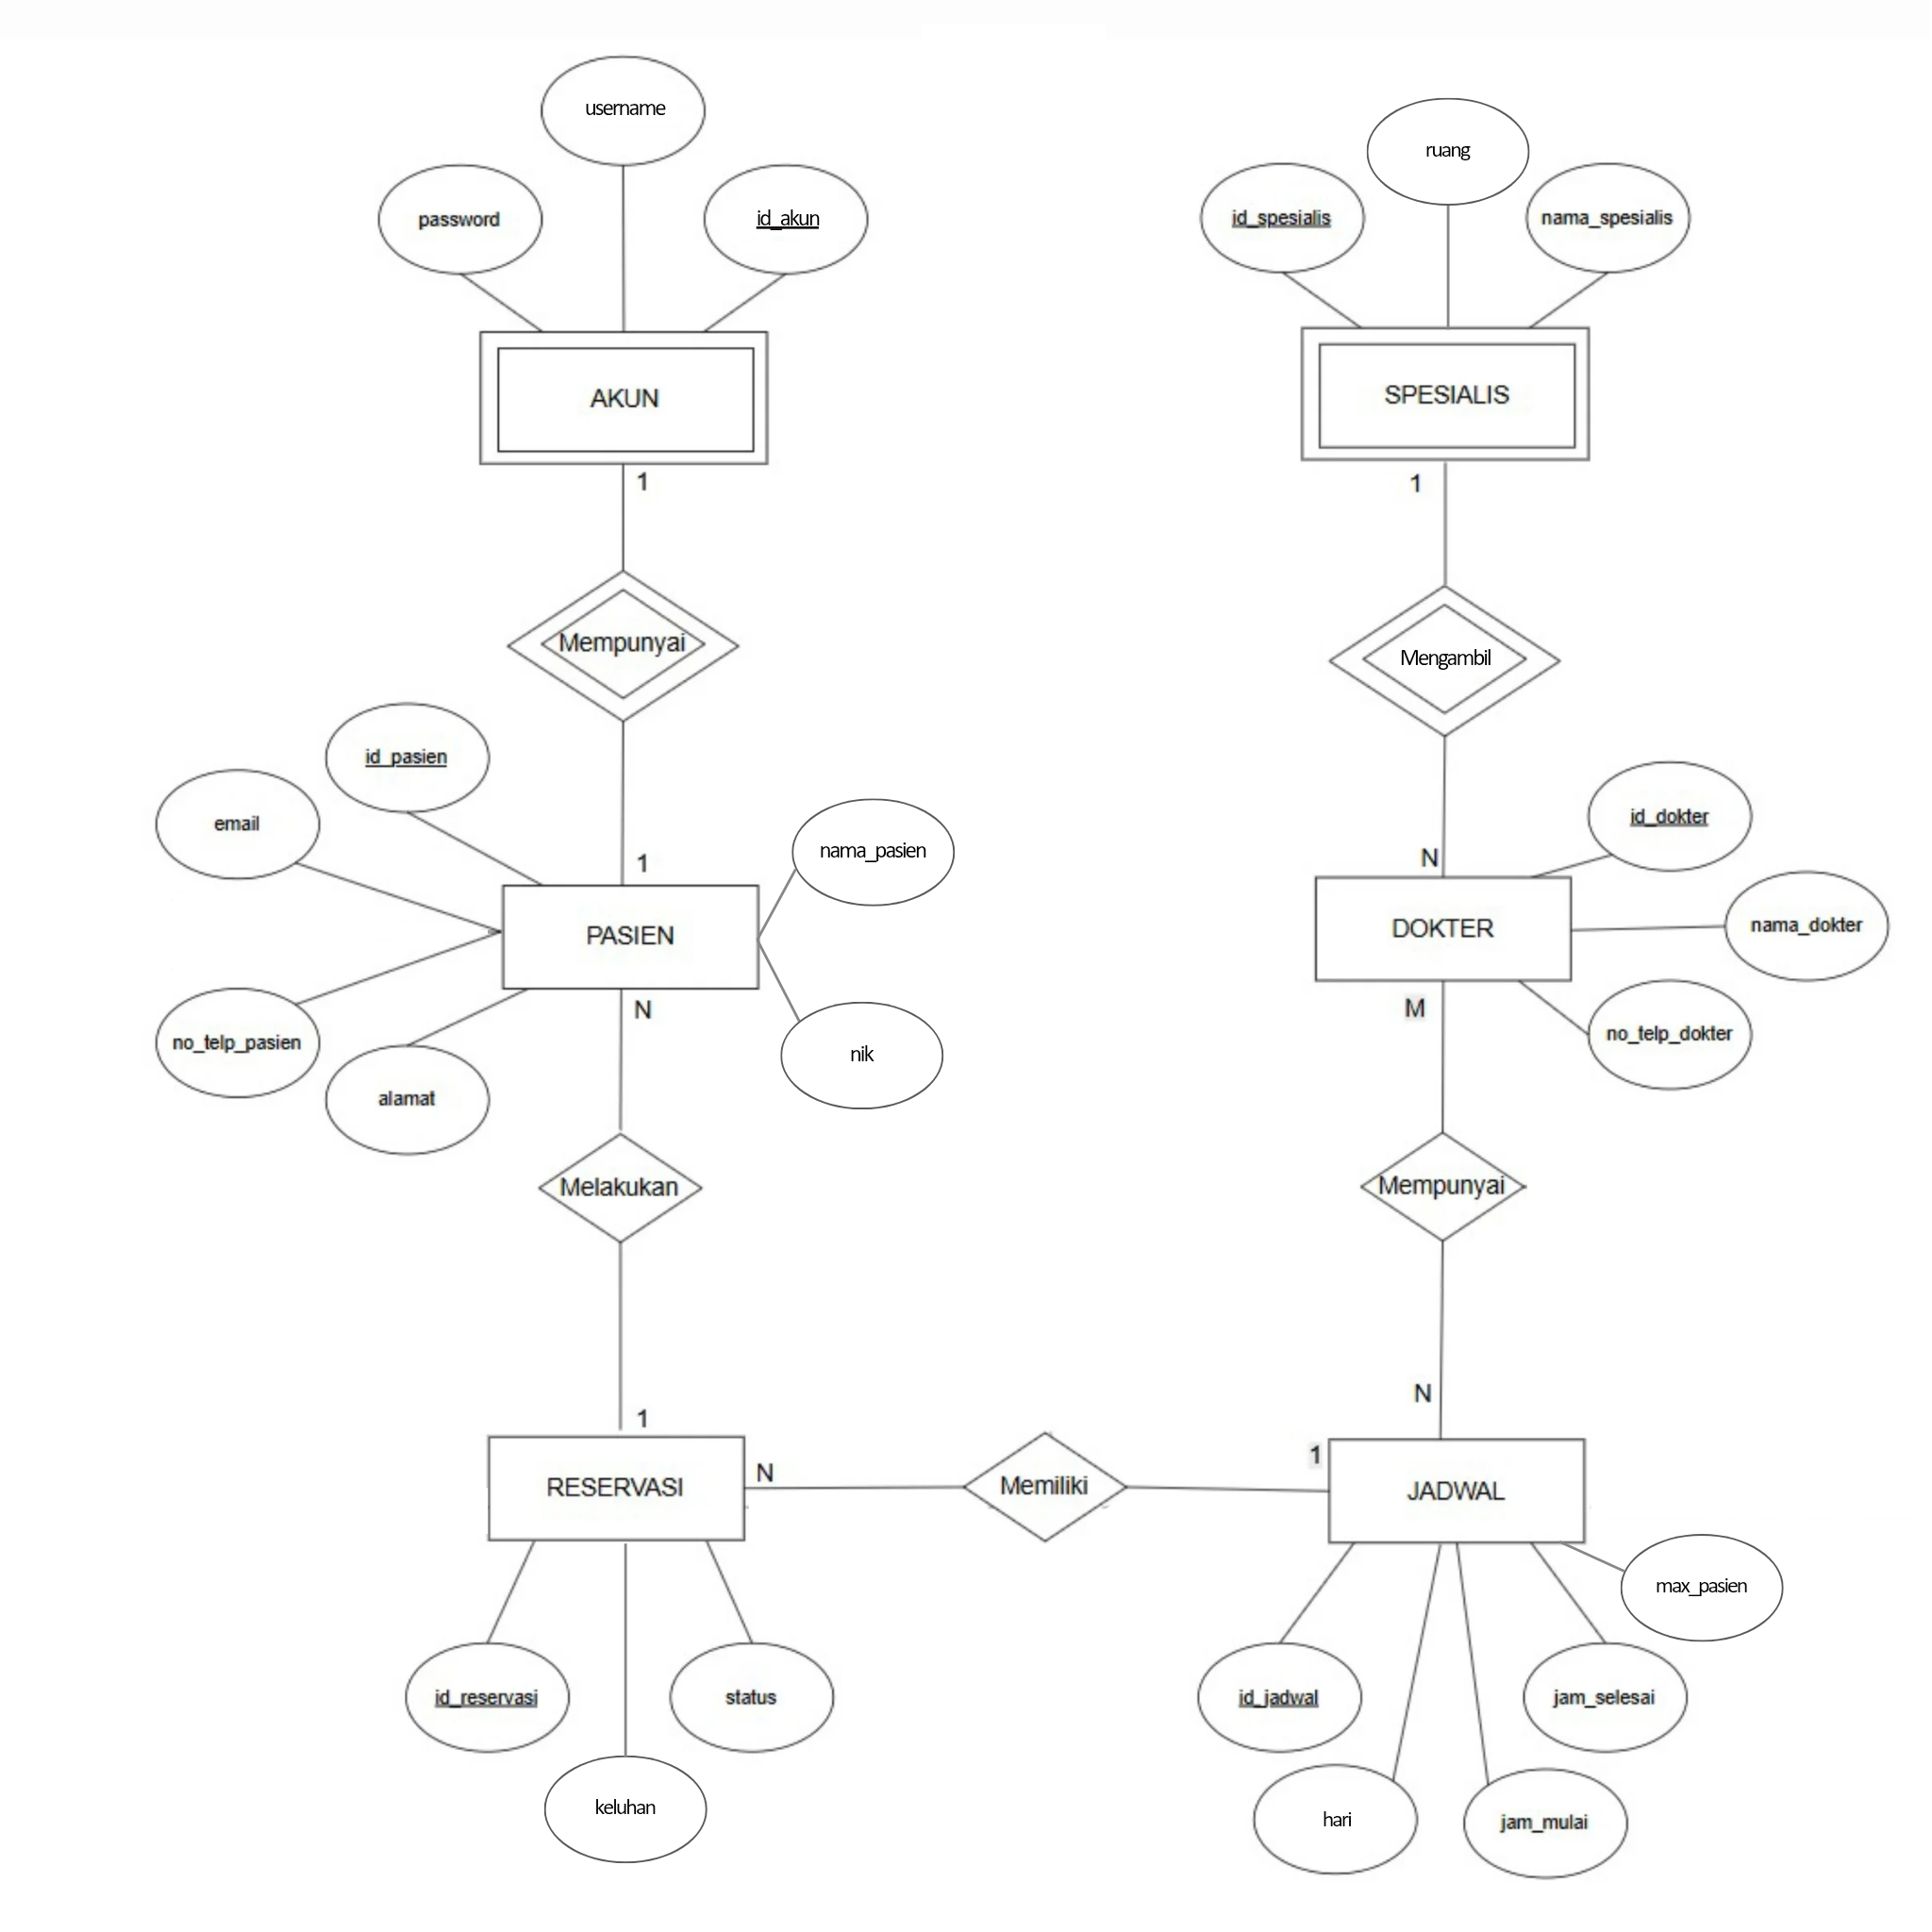 username
ruang
password
id_akun
id_spesialis
nama_spesialis
AKUN
SPESIALIS
1
1
Mempunyai
Mengambil
id_pasien
email
nama_pasien
1
N
id_dokter
PASIEN
DOKTER
nama_dokter
N
M
no_telp_pasien
nik
no_telp_dokter
alamat
Melakukan
Mempunyai
1
N
RESERVASI
N
Memiliki
1
JADWAL
max_pasien
id_reservasi
status
id_jadwal
jam_selesai
keluhan
hari
jam_mulai